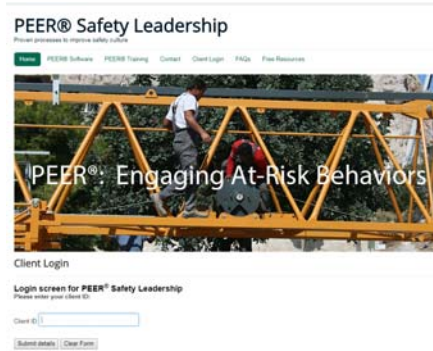 PEER® Safety Leadership
Proven processes to improve safety culture
Home PEER® Software PEER® Training Contact Client Login FAQs Free Resources
PEER®: Engaging At-Risk Behaviors
Client Login
Login screen for PEER® Safety Leadership
Please enter your client ID:
Client ID
Submit details Clear Form